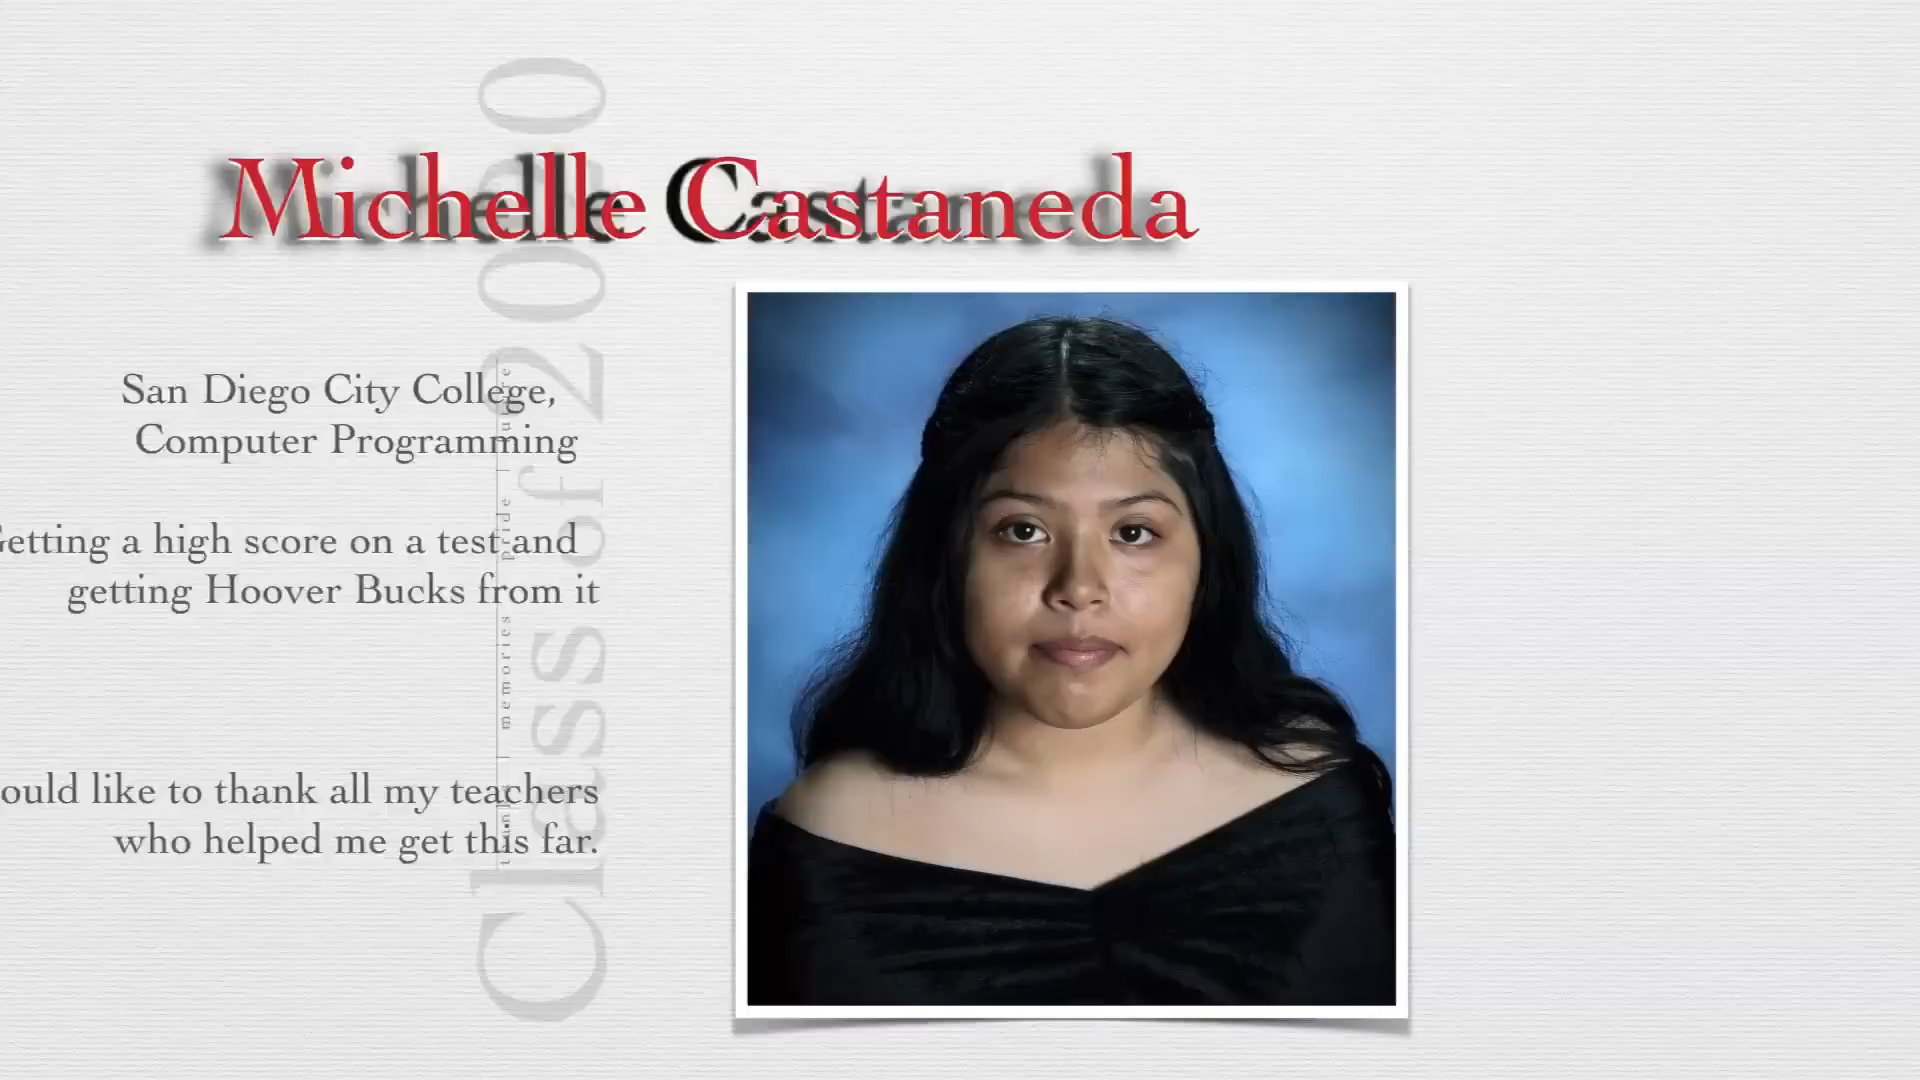 Michelle Castaneda
San Diego City College,
Computer Programming
Getting a high score on a test and
getting Hoover Bucks from it
ould like to thank all my teachers
who helped me get this far.
Class of 2020
memories | pride |